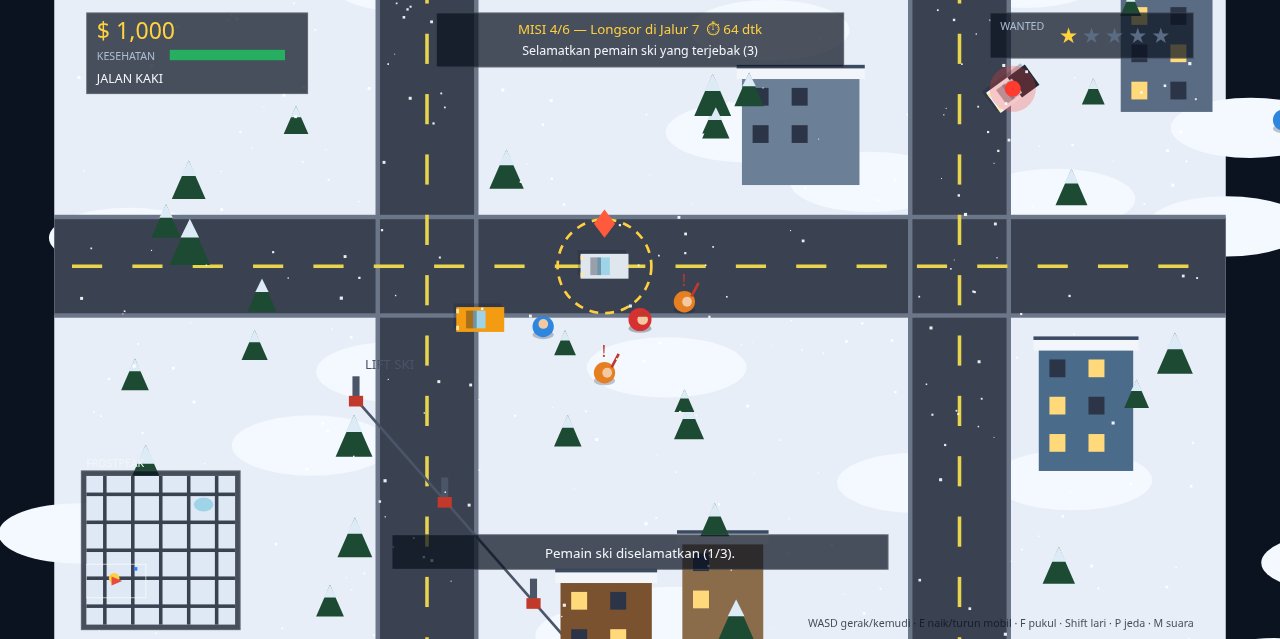 $ 1,000
KESEHATAN
JALAN KAKI
MISI 4/6 — Longsor di Jalur 7 ⏱ 64 dtk
Selamatkan pemain ski yang terjebak (3)
WANTED ★★★★★
!
!
LIFT SKI
FROSTPEAK
Pemain ski diselamatkan (1/3).
WASD gerak/kemudi · E naik/turun mobil · F pukul · Shift lari · P jeda · M suara